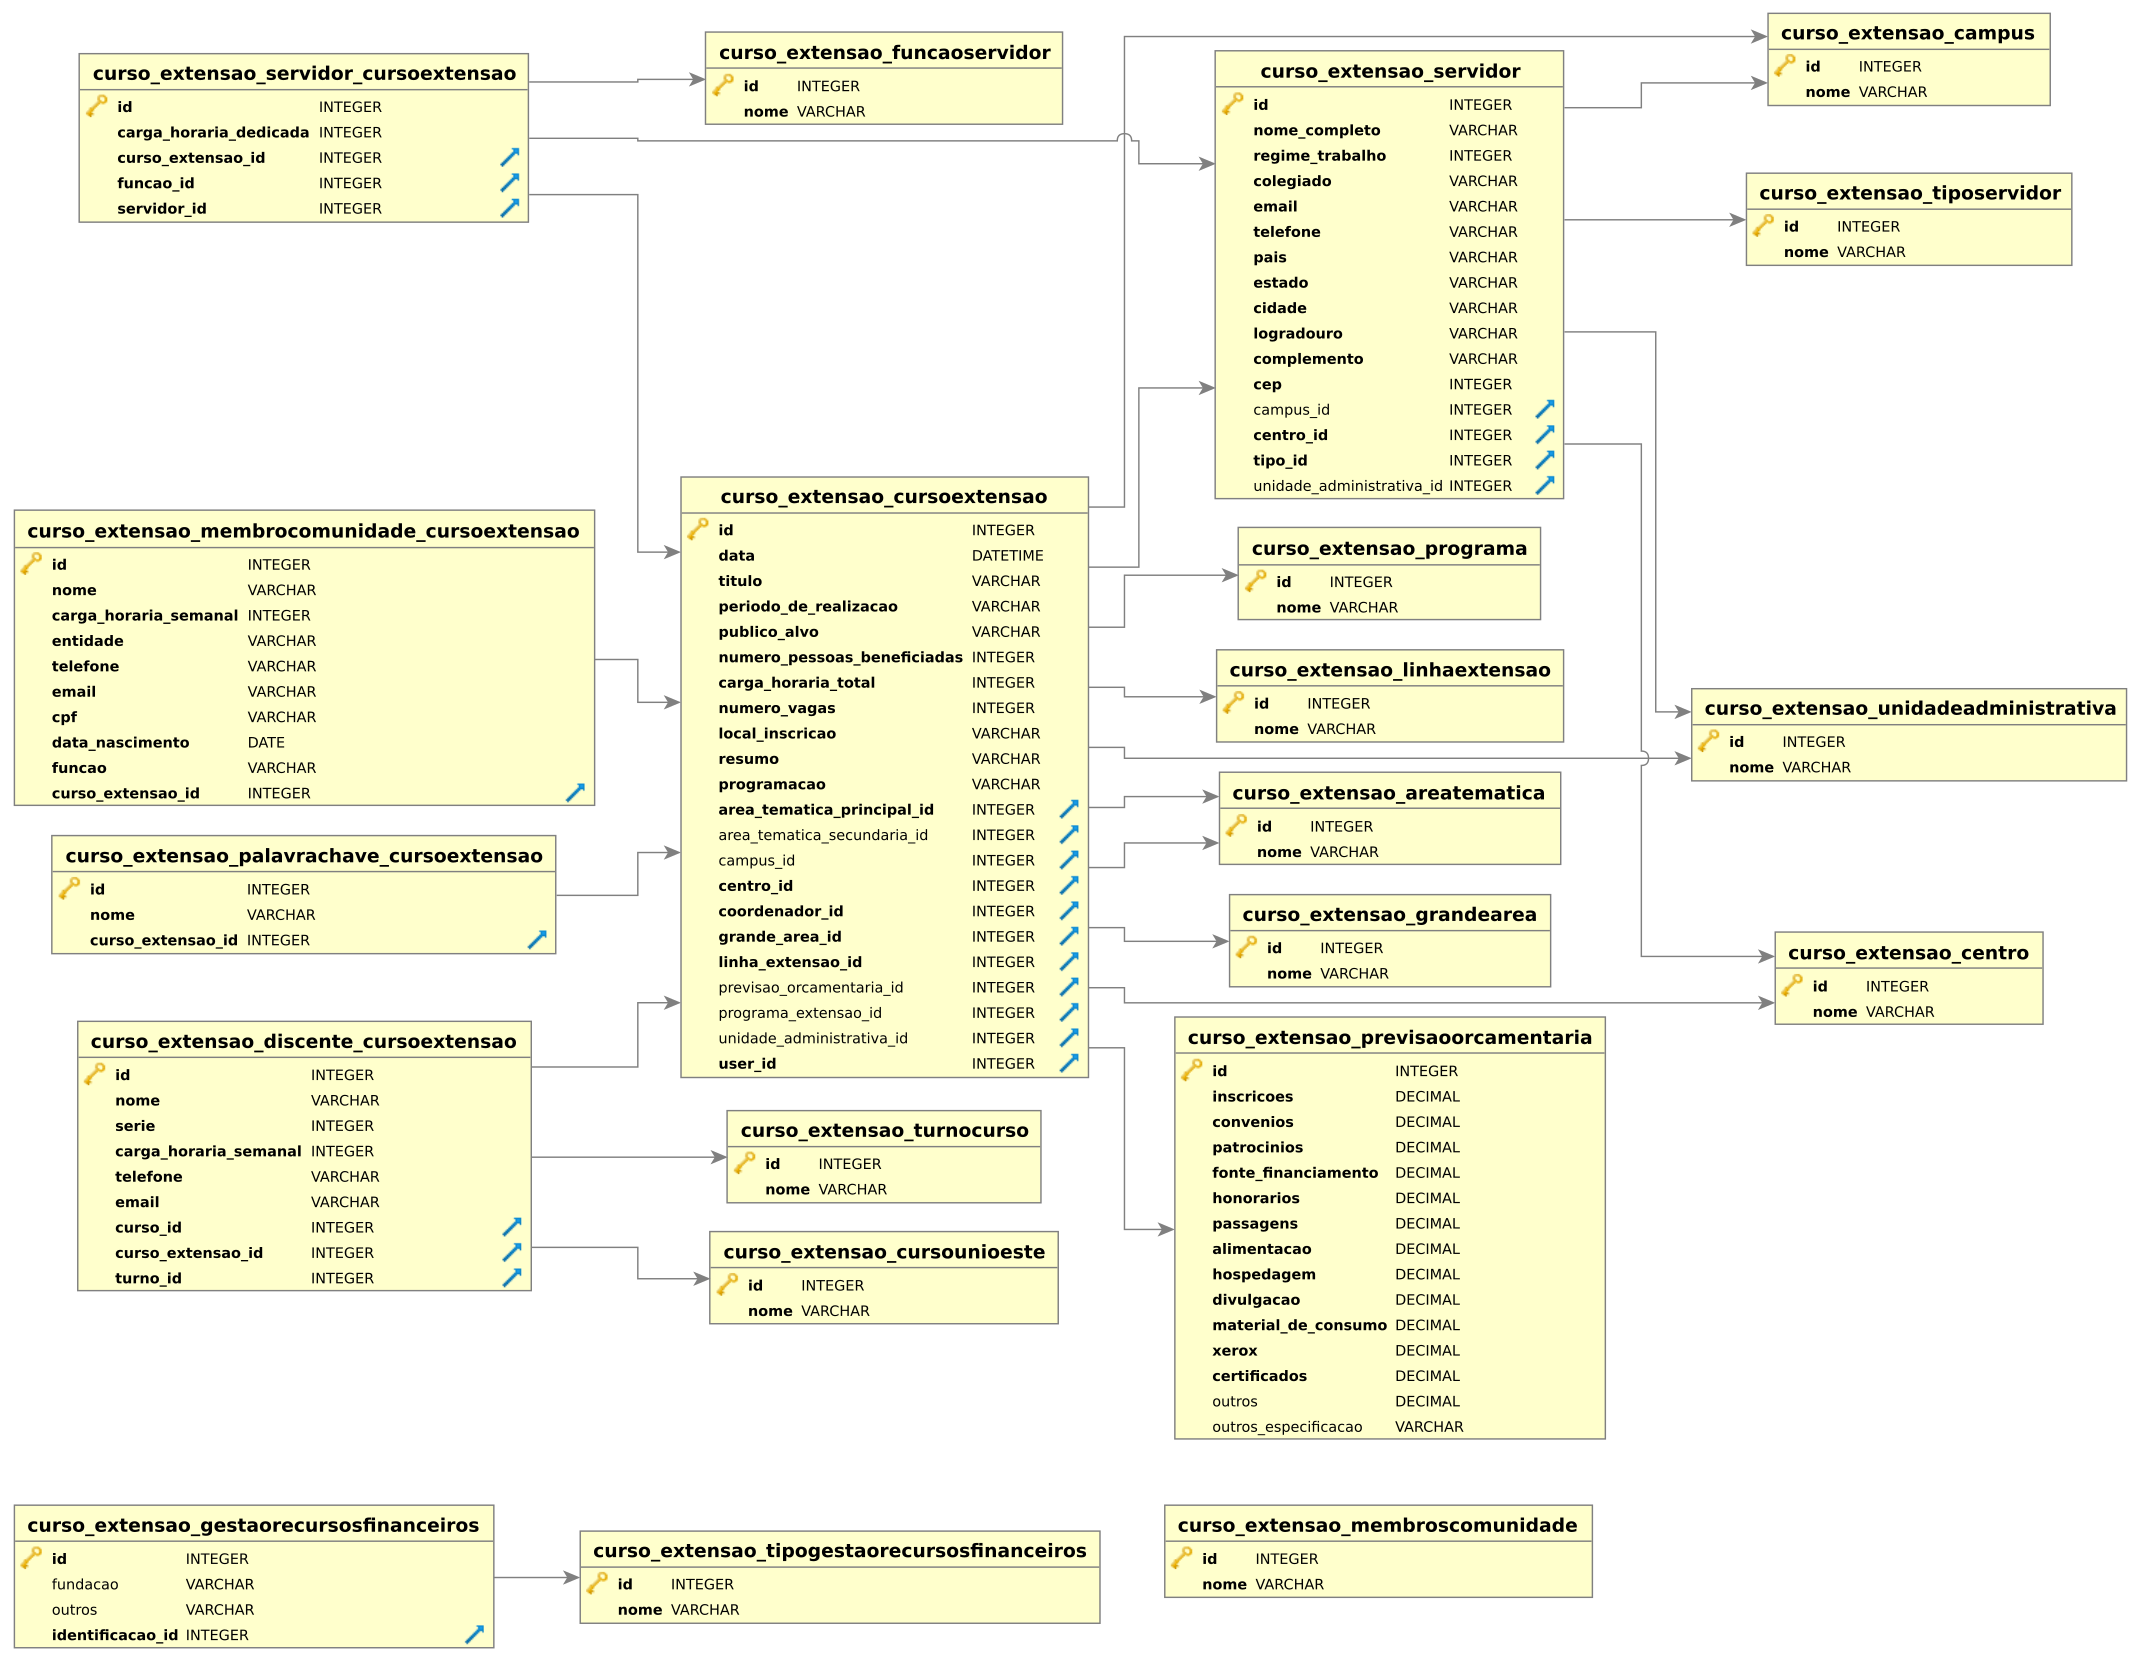 curso_extensao_servidor_cursoextensao
id INTEGER
carga_horaria_dedicada INTEGER
curso_extensao_id INTEGER
funcao_id INTEGER
servidor_id INTEGER
curso_extensao_funcaoservidor
id INTEGER
nome VARCHAR
curso_extensao_servidor
id INTEGER
nome_completo VARCHAR
regime_trabalho INTEGER
colegiado VARCHAR
email VARCHAR
telefone VARCHAR
pais VARCHAR
estado VARCHAR
cidade VARCHAR
logradouro VARCHAR
complemento VARCHAR
cep INTEGER
campus_id INTEGER
centro_id INTEGER
tipo_id INTEGER
unidade_administrativa_id INTEGER
curso_extensao_campus
id INTEGER
nome VARCHAR
curso_extensao_tiposervidor
id INTEGER
nome VARCHAR
curso_extensao_membrocomunidade_cursoextensao
id INTEGER
nome VARCHAR
carga_horaria_semanal INTEGER
entidade VARCHAR
telefone VARCHAR
email VARCHAR
cpf VARCHAR
data_nascimento DATE
funcao VARCHAR
curso_extensao_id INTEGER
curso_extensao_cursoextensao
id INTEGER
data DATETIME
titulo VARCHAR
periodo_de_realizacao VARCHAR
publico_alvo VARCHAR
numero_pessoas_beneficiadas INTEGER
carga_horaria_total INTEGER
numero_vagas INTEGER
local_inscricao VARCHAR
resumo VARCHAR
programacao VARCHAR
area_tematica_principal_id INTEGER
area_tematica_secundaria_id INTEGER
campus_id INTEGER
centro_id INTEGER
coordenador_id INTEGER
grande_area_id INTEGER
linha_extensao_id INTEGER
previsao_orcamentaria_id INTEGER
programa_extensao_id INTEGER
unidade_administrativa_id INTEGER
user_id INTEGER
curso_extensao_programa
id INTEGER
nome VARCHAR
curso_extensao_linhaextensao
id INTEGER
nome VARCHAR
curso_extensao_unidadeadministrativa
id INTEGER
nome VARCHAR
curso_extensao_areatematica
id INTEGER
nome VARCHAR
curso_extensao_palavrachave_cursoextensao
id INTEGER
nome VARCHAR
curso_extensao_id INTEGER
curso_extensao_grandearea
id INTEGER
nome VARCHAR
curso_extensao_centro
id INTEGER
nome VARCHAR
curso_extensao_discente_cursoextensao
id INTEGER
nome VARCHAR
serie INTEGER
carga_horaria_semanal INTEGER
telefone VARCHAR
email VARCHAR
curso_id INTEGER
curso_extensao_id INTEGER
turno_id INTEGER
curso_extensao_turnocurso
id INTEGER
nome VARCHAR
curso_extensao_cursounioeste
id INTEGER
nome VARCHAR
curso_extensao_previsaoorcamentaria
id INTEGER
inscricoes DECIMAL
convenios DECIMAL
patrocinios DECIMAL
fonte_financiamento DECIMAL
honorarios DECIMAL
passagens DECIMAL
alimentacao DECIMAL
hospedagem DECIMAL
divulgacao DECIMAL
material_de_consumo DECIMAL
xerox DECIMAL
certificados DECIMAL
outros DECIMAL
outros_especificacao VARCHAR
curso_extensao_gestaorecursosfinanceiros
id INTEGER
fundacao VARCHAR
outros VARCHAR
identificacao_id INTEGER
curso_extensao_tipogestaorecursosfinanceiros
id INTEGER
nome VARCHAR
curso_extensao_membroscomunidade
id INTEGER
nome VARCHAR